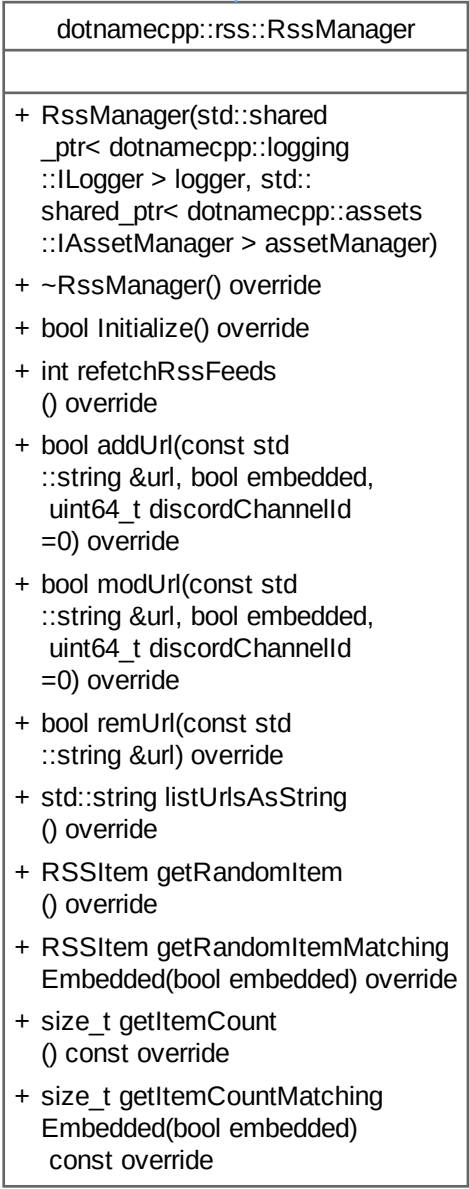 dotnamecpp::rss::RssManager
+ RssManager(std::shared
_ptr< dotnamecpp::logging
::ILogger > logger, std::
shared_ptr< dotnamecpp::assets
::IAssetManager > assetManager)
+ ~RssManager() override
+ bool Initialize() override
+ int refetchRssFeeds
() override
+ bool addUrl(const std
::string &url, bool embedded,
uint64_t discordChannelId
=0) override
+ bool modUrl(const std
::string &url, bool embedded,
uint64_t discordChannelId
=0) override
+ bool remUrl(const std
::string &url) override
+ std::string listUrlsAsString
() override
+ RSSItem getRandomItem
() override
+ RSSItem getRandomItemMatching
Embedded(bool embedded) override
+ size_t getItemCount
() const override
+ size_t getItemCountMatching
Embedded(bool embedded)
const override